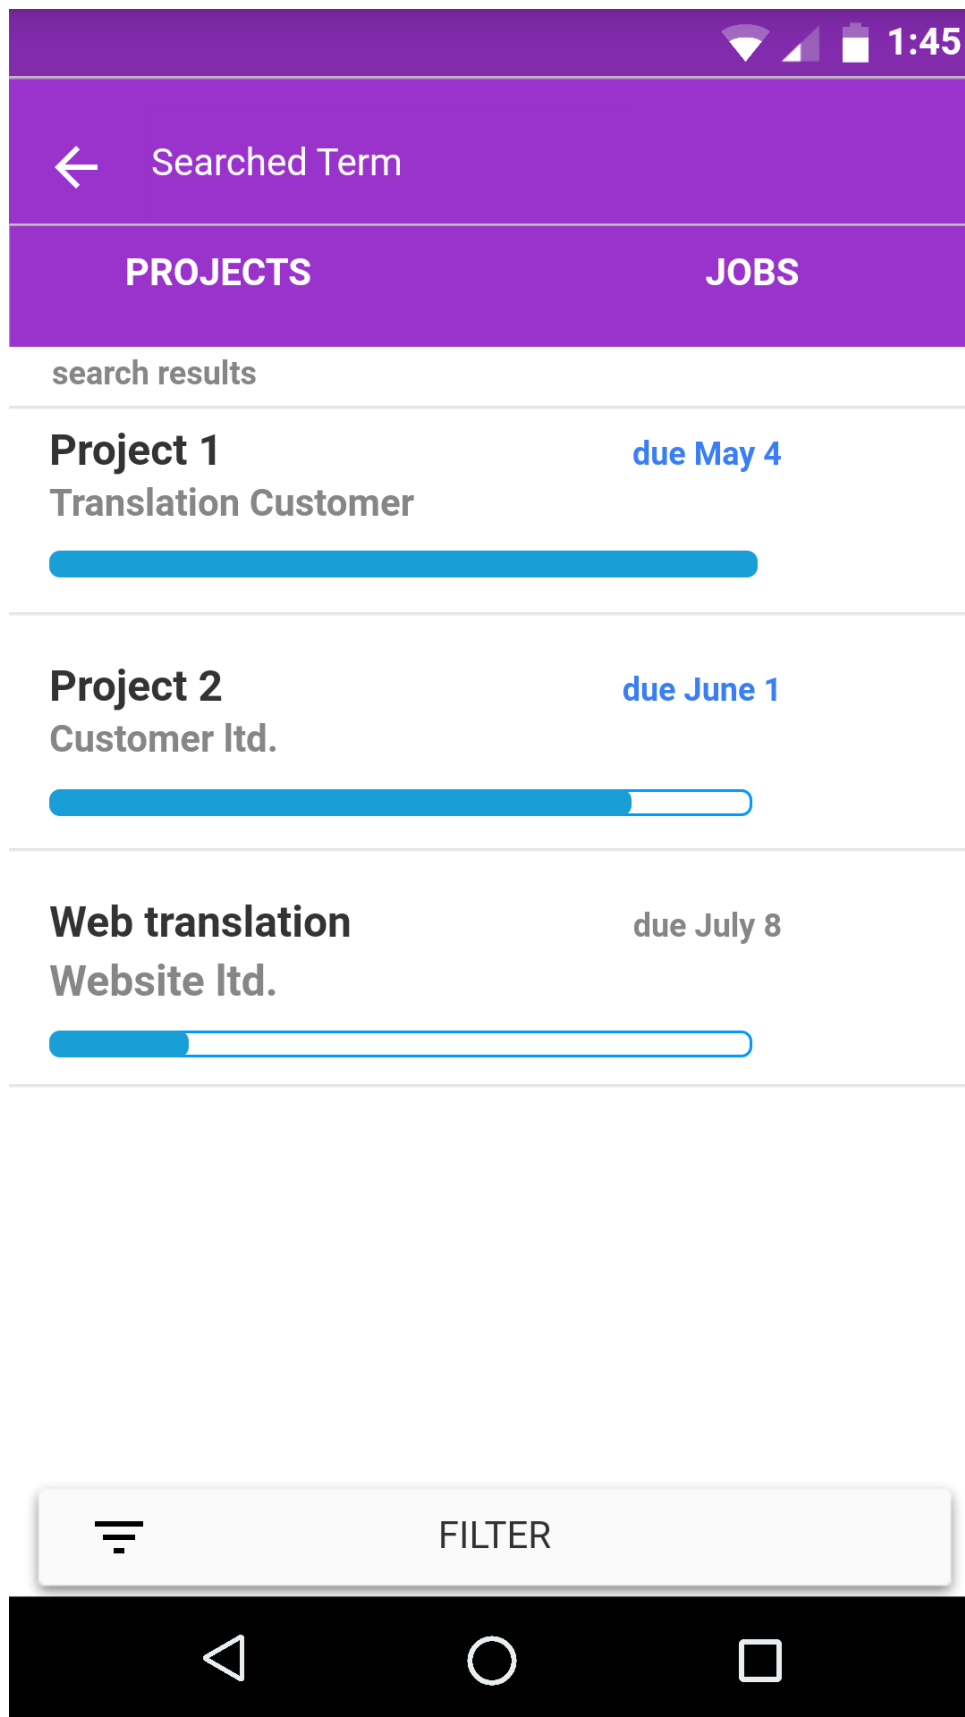 1:45
Searched Term
PROJECTS JOBS
search results
Project 1 due May 4
Translation Customer
Project 2 due June 1
Customer ltd.
Web translation due July 8
Website ltd.
FILTER